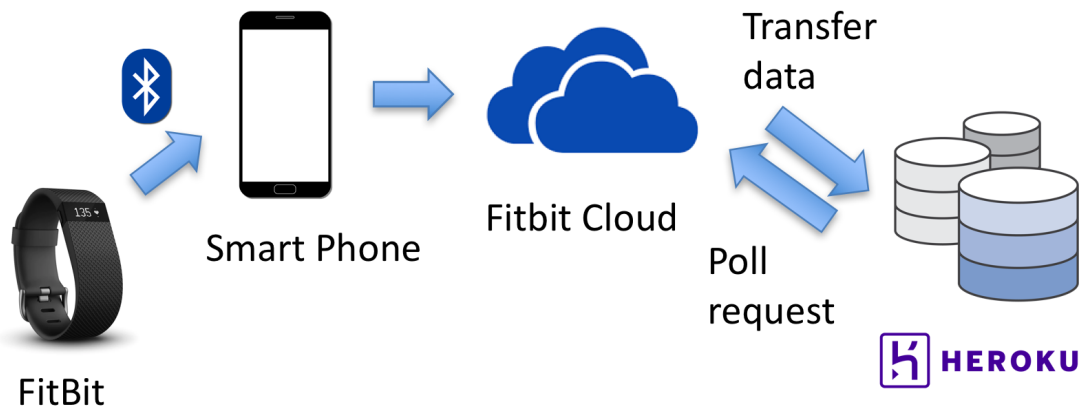 Transfer
data
135
Smart Phone
Fitbit Cloud
Poll
request
FitBit
HEROKU